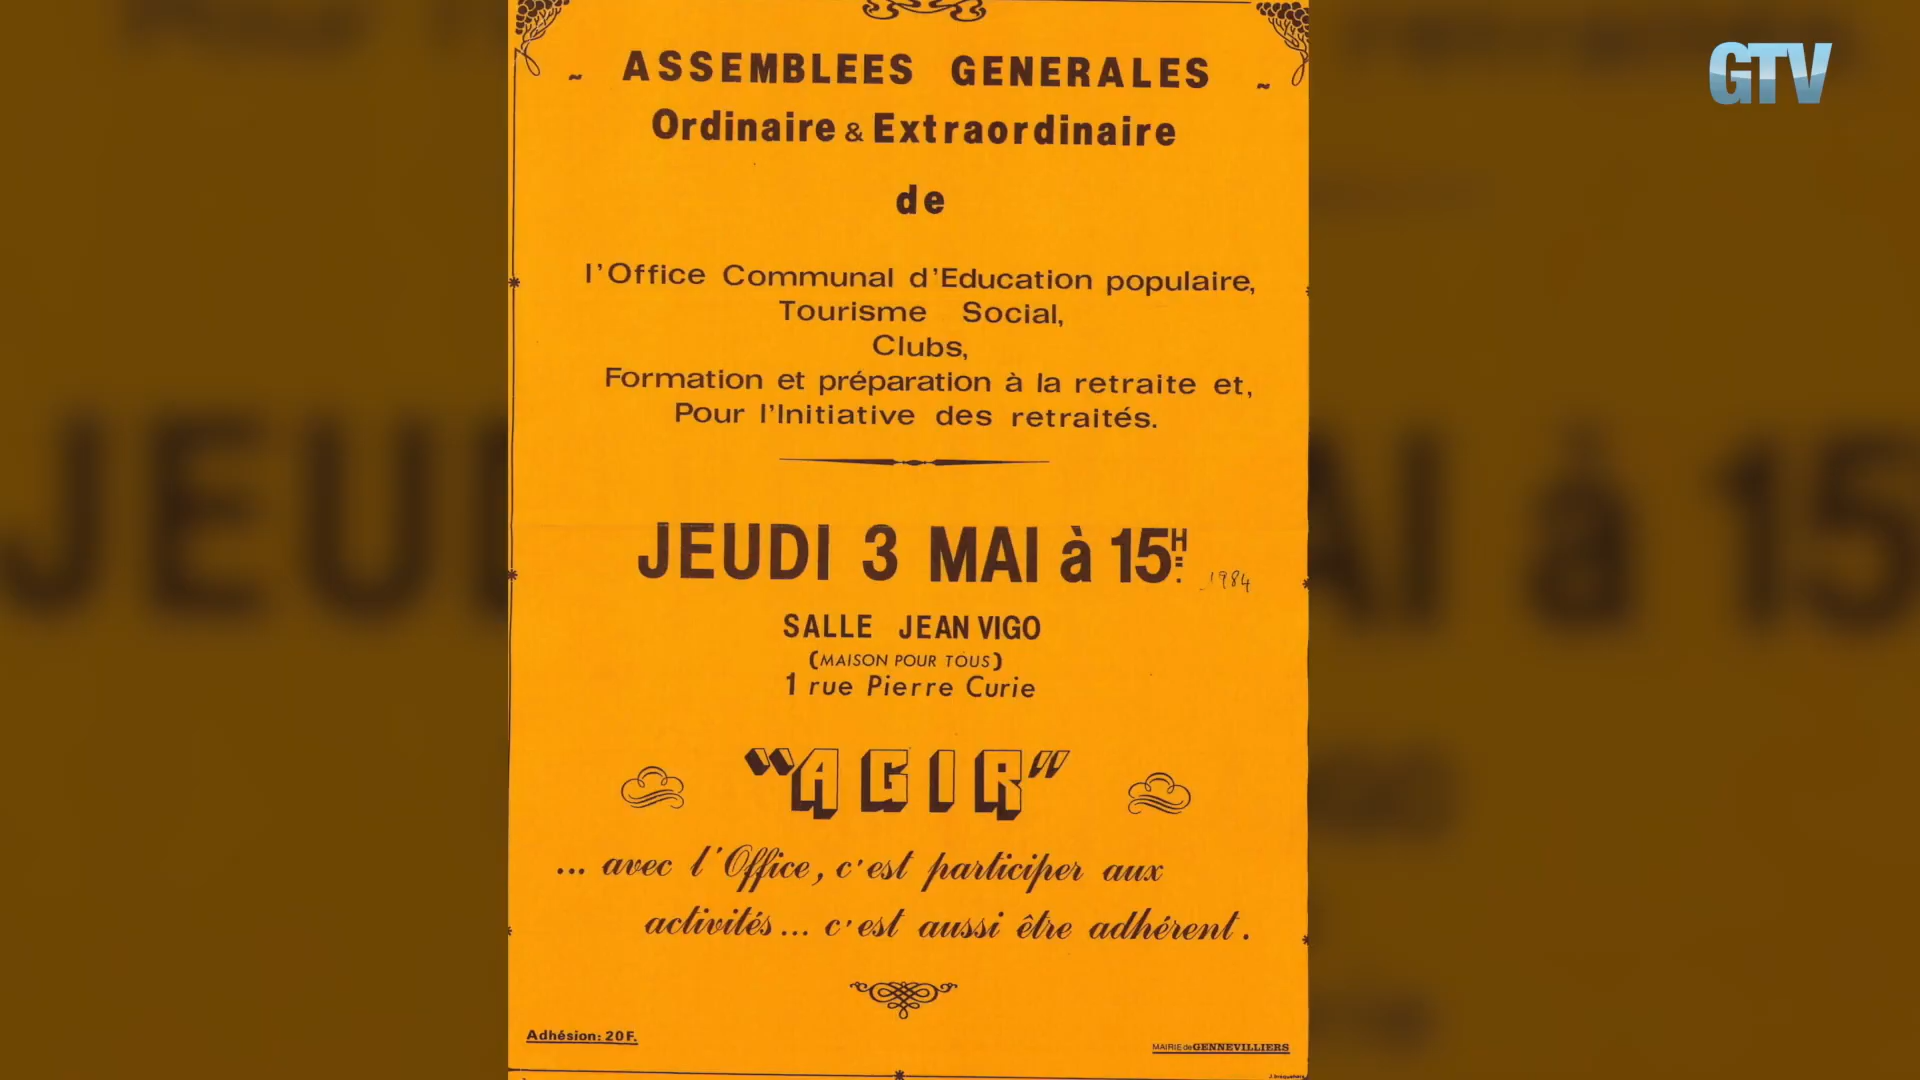 GTV
ASSEMBLEES GENERALES
Ordinaire & Extraordinaire
de
l'Office Communal d'Education populaire,
Tourisme Social,
Clubs,
Formation et préparation à la retraite et,
Pour l'Initiative des retraités.
JEUDI 3 MAI à 15H. 1984
SALLE JEAN VIGO
(MAISON POUR TOUS)
1 rue Pierre Curie
"AGIR"
... avec l'Office, c'est participer aux
activités... c'est aussi être adhérent.
Adhésion: 20 F.
MAIRIE de GENNEVILLIERS